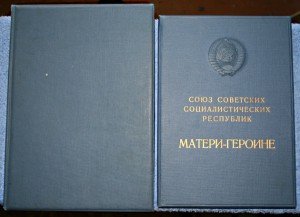 СОЮЗ СОВЕТСКИХ
СОЦИАЛИСТИЧЕСКИХ
РЕСПУБЛИК
МАТЕРИ-ГЕРОИНЕ